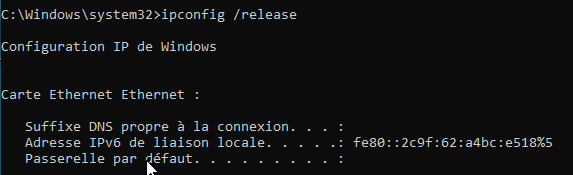 C:\Windows\system32>ipconfig /release
Configuration IP de Windows
Carte Ethernet Ethernet :
Suffixe DNS propre à la connexion. . . :
Adresse IPv6 de liaison locale. . . . .: fe80::2c9f:62:a4bc:e518%5
Passerelle par défaut. . . . . . . . . :